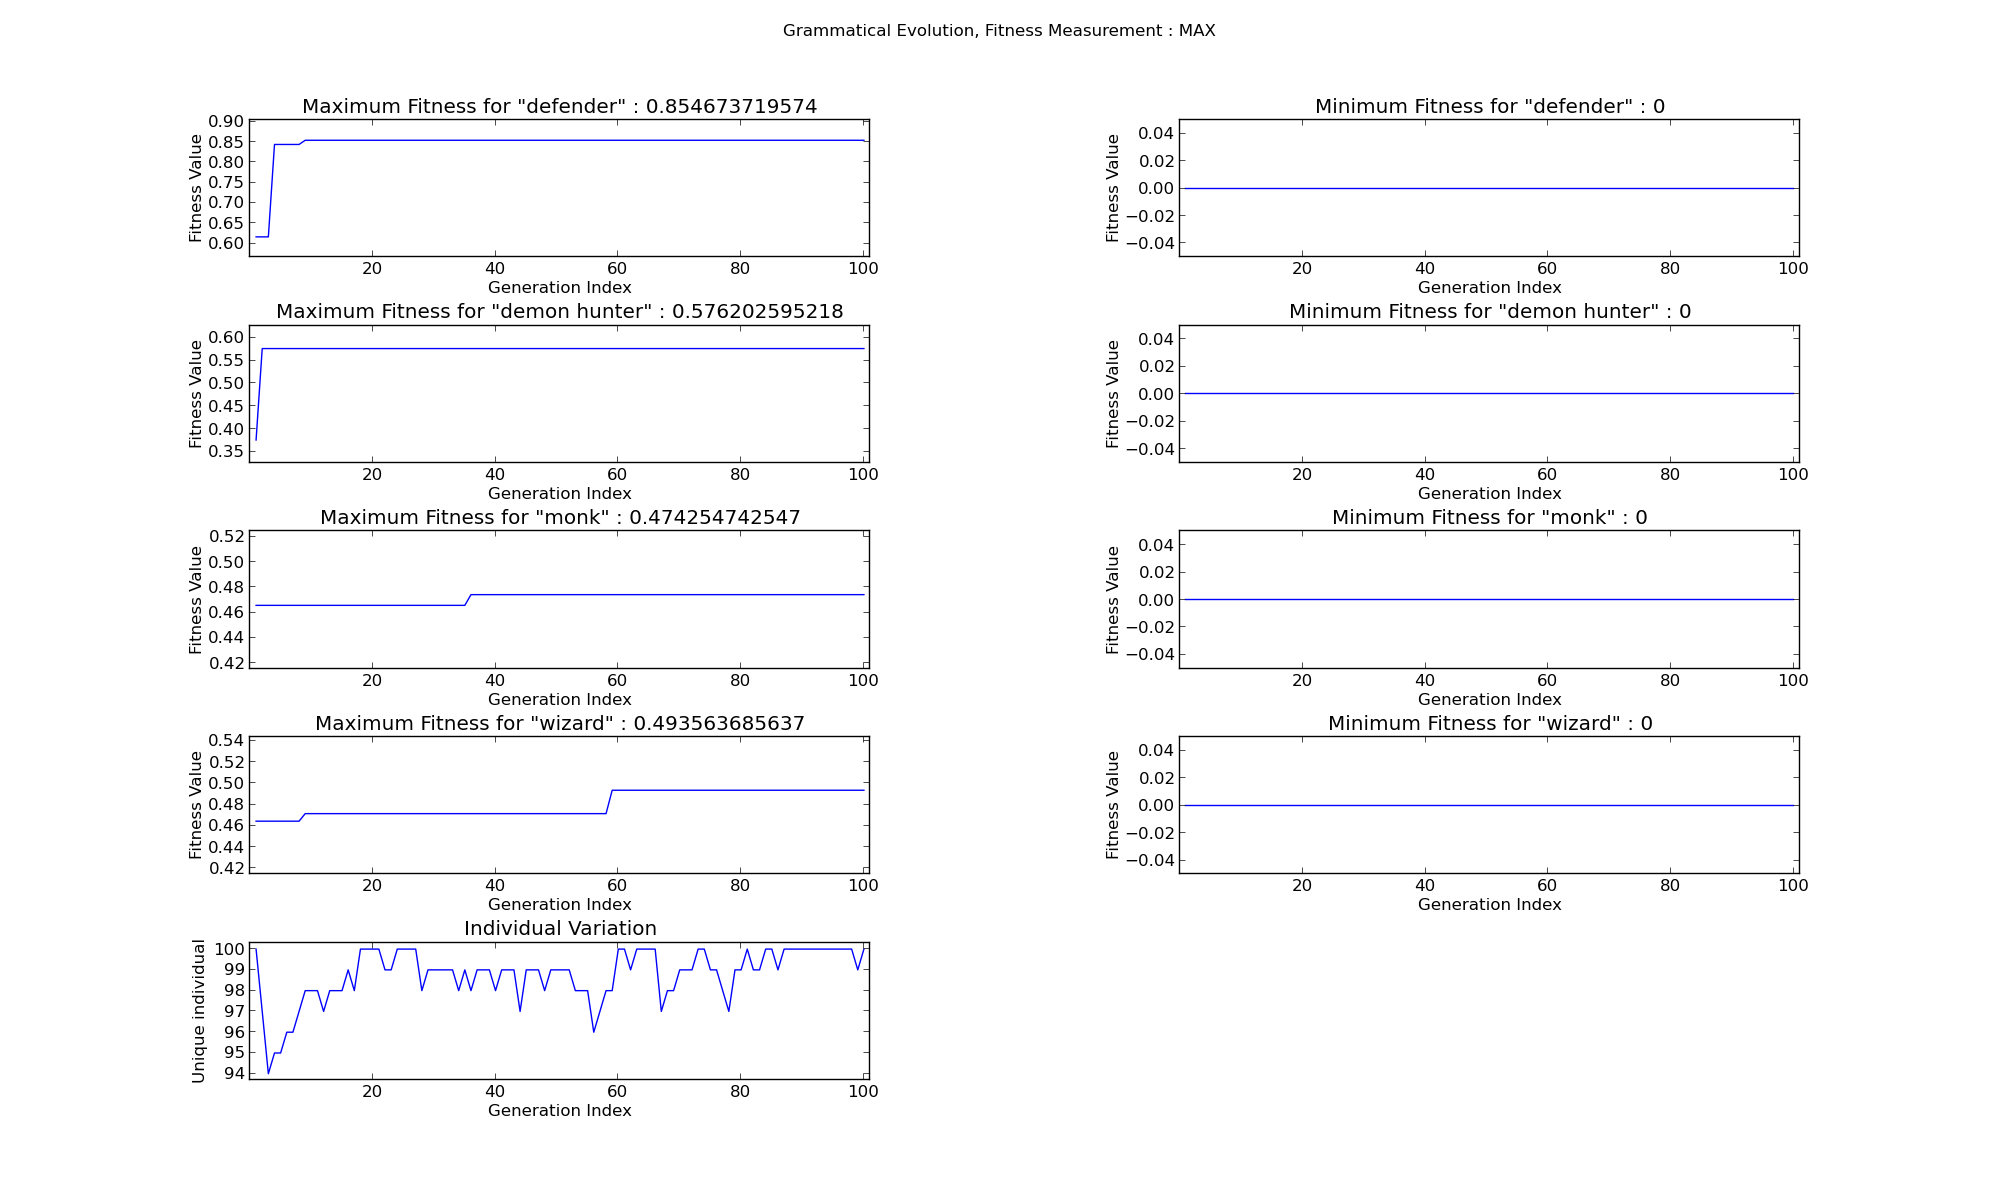 Grammatical Evolution, Fitness Measurement : MAX
Maximum Fitness for "defender" : 0.854673719574
Fitness Value
0.90
0.85
0.80
0.75
0.70
0.65
0.60
20 40 60 80 100
Generation Index
Minimum Fitness for "defender" : 0
Fitness Value
0.04
0.02
0.00
−0.02
−0.04
20 40 60 80 100
Generation Index
Maximum Fitness for "demon hunter" : 0.576202595218
Fitness Value
0.60
0.55
0.50
0.45
0.40
0.35
20 40 60 80 100
Generation Index
Minimum Fitness for "demon hunter" : 0
Fitness Value
0.04
0.02
0.00
−0.02
−0.04
20 40 60 80 100
Generation Index
Maximum Fitness for "monk" : 0.474254742547
Fitness Value
0.52
0.50
0.48
0.46
0.44
0.42
20 40 60 80 100
Generation Index
Minimum Fitness for "monk" : 0
Fitness Value
0.04
0.02
0.00
−0.02
−0.04
20 40 60 80 100
Generation Index
Maximum Fitness for "wizard" : 0.493563685637
Fitness Value
0.54
0.52
0.50
0.48
0.46
0.44
0.42
20 40 60 80 100
Generation Index
Minimum Fitness for "wizard" : 0
Fitness Value
0.04
0.02
0.00
−0.02
−0.04
20 40 60 80 100
Generation Index
Individual Variation
Unique individual
100
99
98
97
96
95
94
20 40 60 80 100
Generation Index